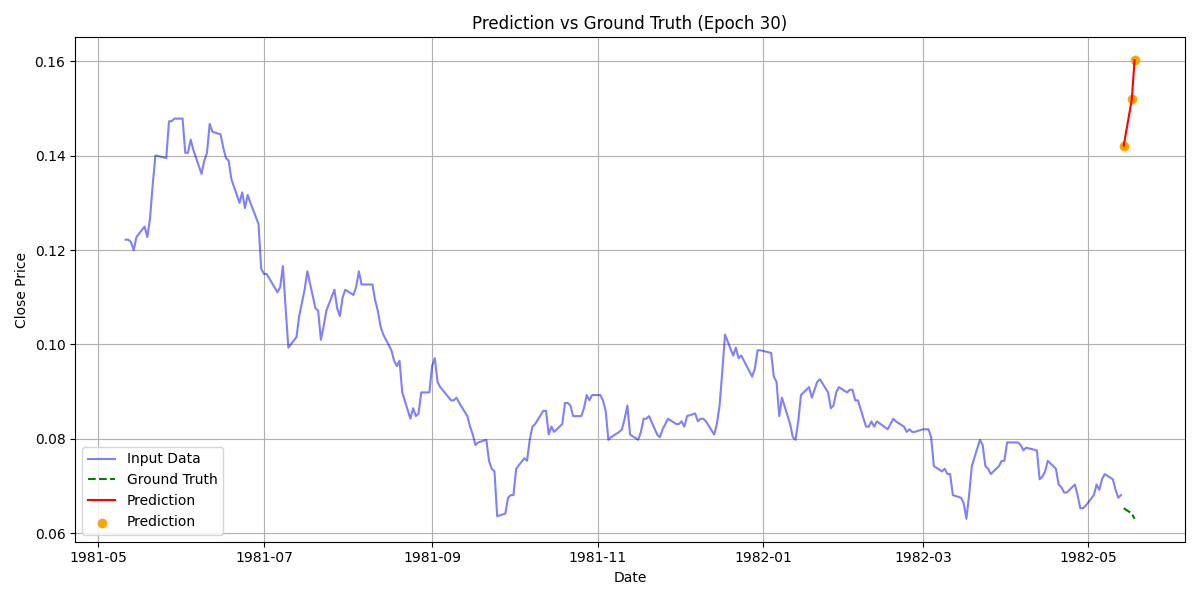 Prediction vs Ground Truth (Epoch 30)
Close Price
0.16
0.14
0.12
0.10
0.08
0.06
Input Data
Ground Truth
Prediction
Prediction
1981-05
1981-07
1981-09
1981-11
1982-01
1982-03
1982-05
Date